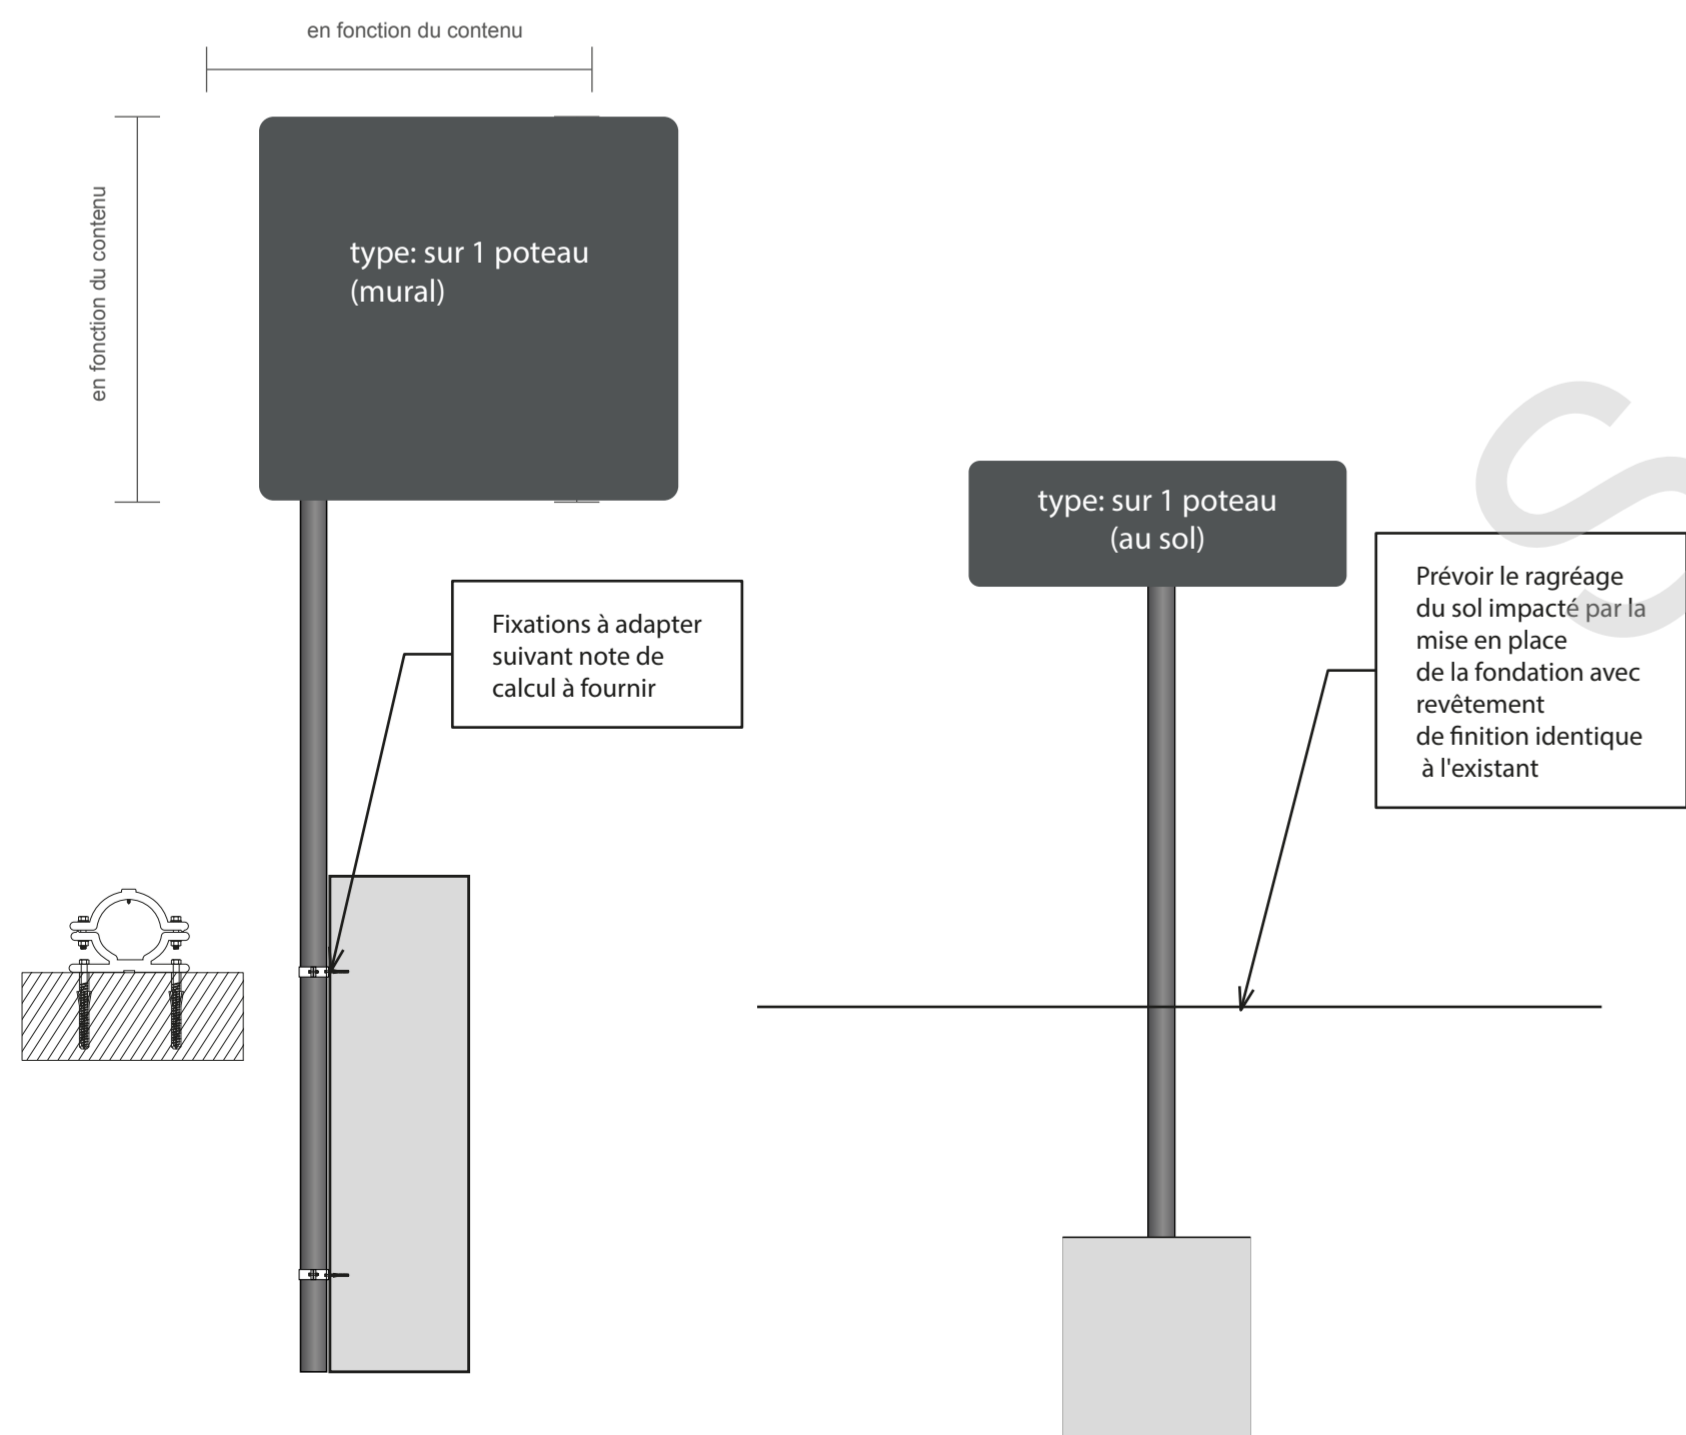 en fonction du contenu
en fonction du contenu
type: sur 1 poteau
(mural)
type: sur 1 poteau
(au sol)
Fixations à adapter
suivant note de
calcul à fournir
Prévoir le ragréage
du sol impacté par la
mise en place
de la fondation avec
revêtement
de finition identique
à l'existant
S